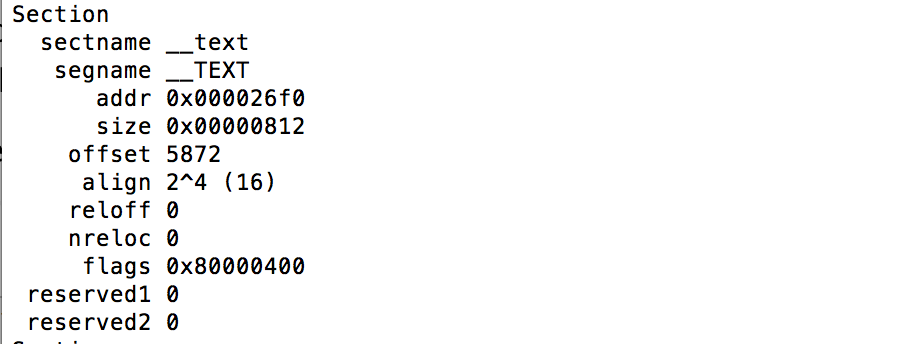 Section
sectname __text
segname __TEXT
addr 0x000026f0
size 0x00000812
offset 5872
align 2^4 (16)
reloff 0
nreloc 0
flags 0x80000400
reserved1 0
reserved2 0